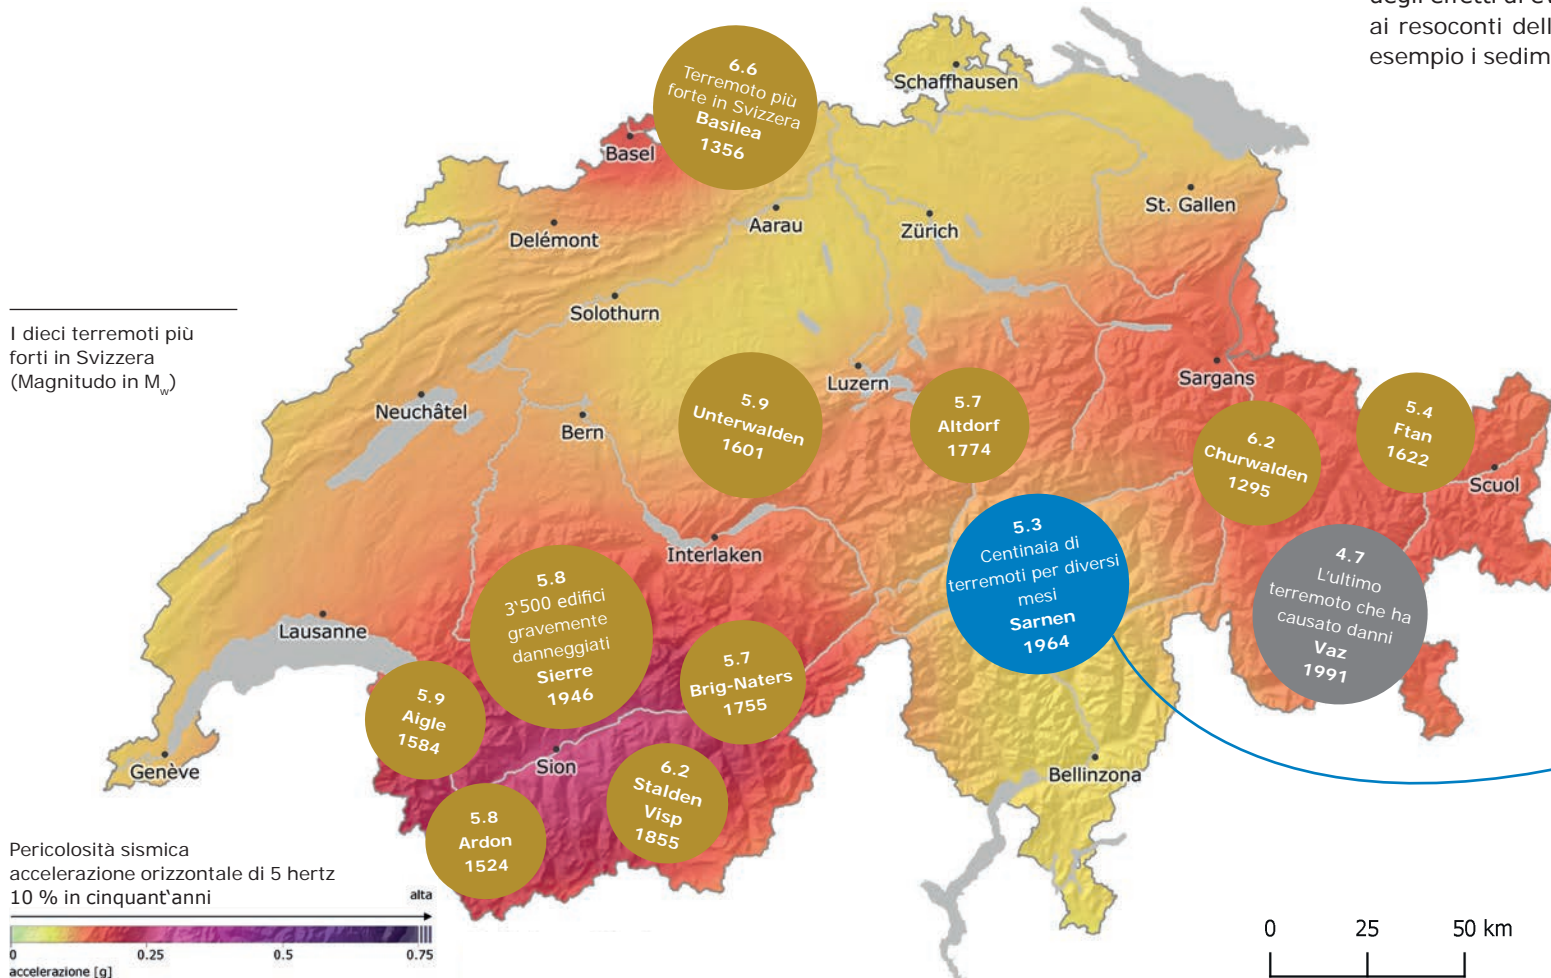 ai resoconti dell
esempio i sedim
6.6
Terremoto più
forte in Svizzera
Basilea
1356
Schaffhausen
Basel
St. Gallen
Aarau
Zürich
Delémont
Solothurn
I dieci terremoti più
forti in Svizzera
(Magnitudo in Mw)
Luzern
Sargans
Neuchâtel
Bern
5.9
Unterwalden
1601
5.7
Altdorf
1774
6.2
Churwalden
1295
5.4
Ftan
1622
Scuol
Interlaken
5.3
Centinaia di
terremoti per diversi
mesi
Sarnen
1964
4.7
L'ultimo
terremoto che ha
causato danni
Vaz
1991
5.8
3'500 edifici
gravemente
danneggiati
Sierre
1946
Lausanne
5.7
Brig-Naters
1755
5.9
Aigle
1584
Genève
Sion
6.2
Stalden
Visp
1855
Bellinzona
5.8
Ardon
1524
Pericolosità sismica
accelerazione orizzontale di 5 hertz
10 % in cinquant'anni
alta
0 0.25 0.5 0.75
accelerazione [g]
0 25 50 km